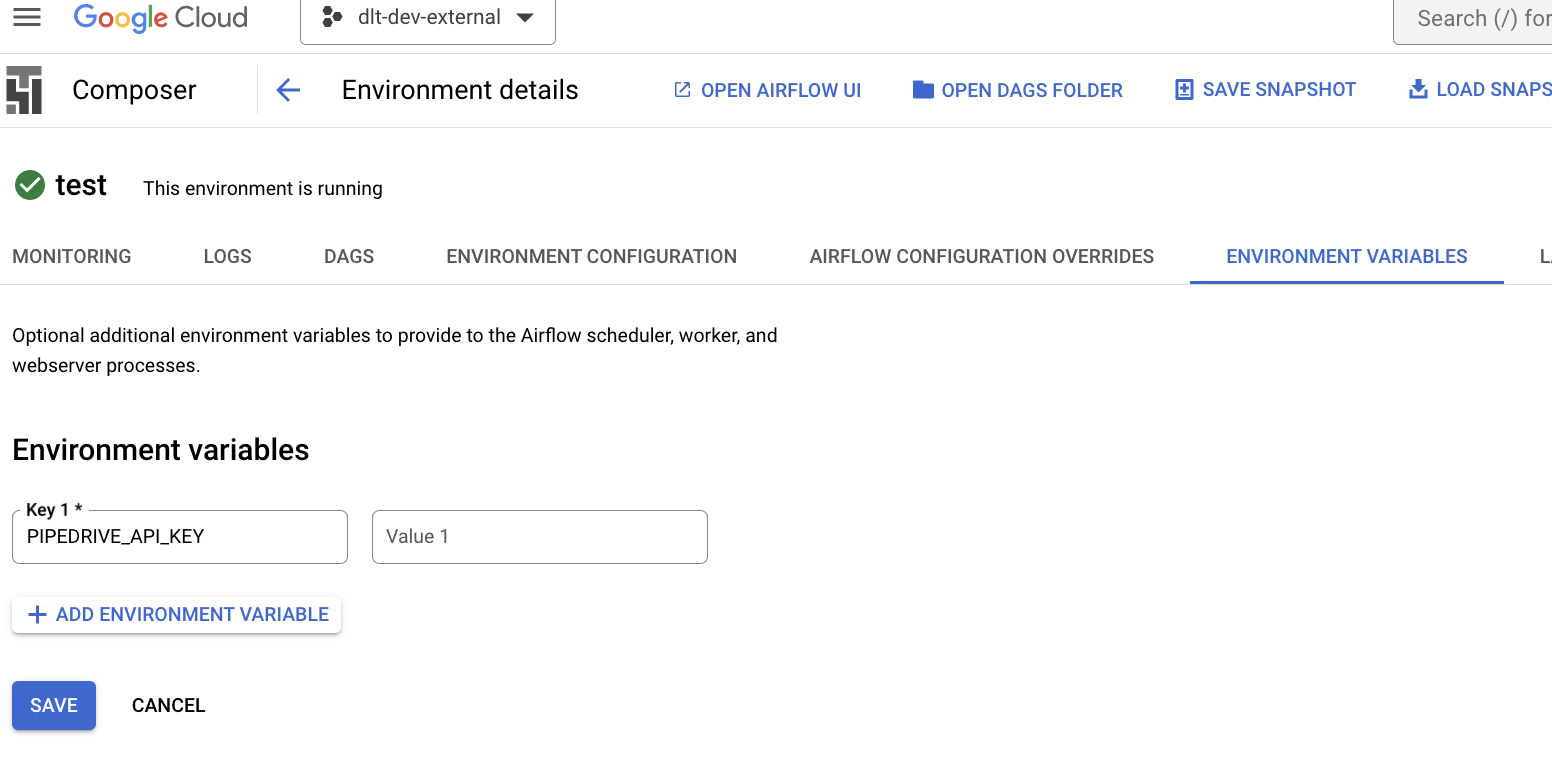 Google Cloud
dlt-dev-external
Search (/) for
Composer
Environment details
OPEN AIRFLOW UI
OPEN DAGS FOLDER
SAVE SNAPSHOT
LOAD SNAPS
test
This environment is running
MONITORING
LOGS
DAGS
ENVIRONMENT CONFIGURATION
AIRFLOW CONFIGURATION OVERRIDES
ENVIRONMENT VARIABLES
Optional additional environment variables to provide to the Airflow scheduler, worker, and
webserver processes.
Environment variables
Key 1 *
PIPEDRIVE_API_KEY
Value 1
ADD ENVIRONMENT VARIABLE
SAVE
CANCEL